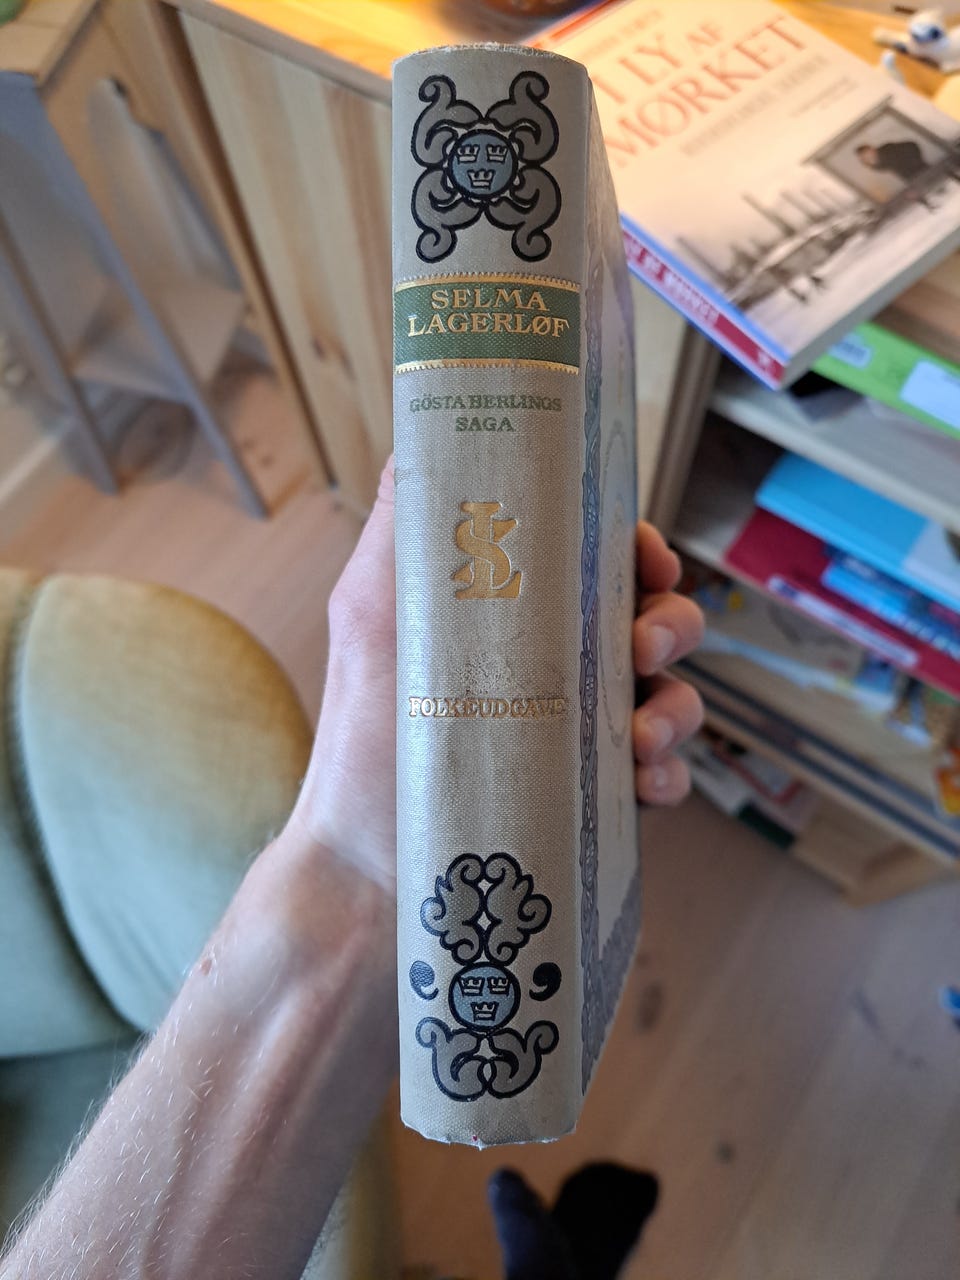 SELMA
LAGERLØF
GÖSTA BERLINGS
SAGA
SL
FOLKEUDGAVE
I LY AF
MØRKET